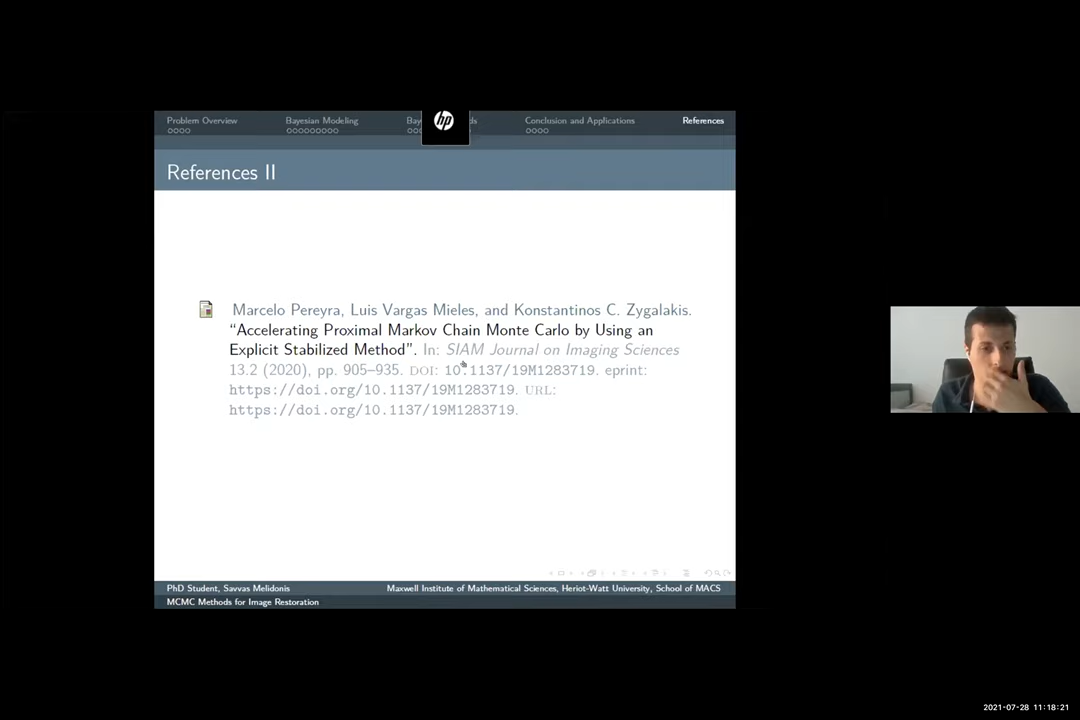 Problem Overview
Bayesian Modeling
Conclusion and Applications
References
hp
References II
Marcelo Pereyra, Luis Vargas Mieles, and Konstantinos C. Zygalakis.
“Accelerating Proximal Markov Chain Monte Carlo by Using an
Explicit Stabilized Method”. In: SIAM Journal on Imaging Sciences
13.2 (2020), pp. 905–935. DOI: 10.1137/19M1283719. eprint:
https://doi.org/10.1137/19M1283719. URL:
https://doi.org/10.1137/19M1283719.
PhD Student, Savvas Melidonis
Maxwell Institute of Mathematical Sciences, Heriot-Watt University, School of MACS
MCMC Methods for Image Restoration
2021-07-28 11:18:21